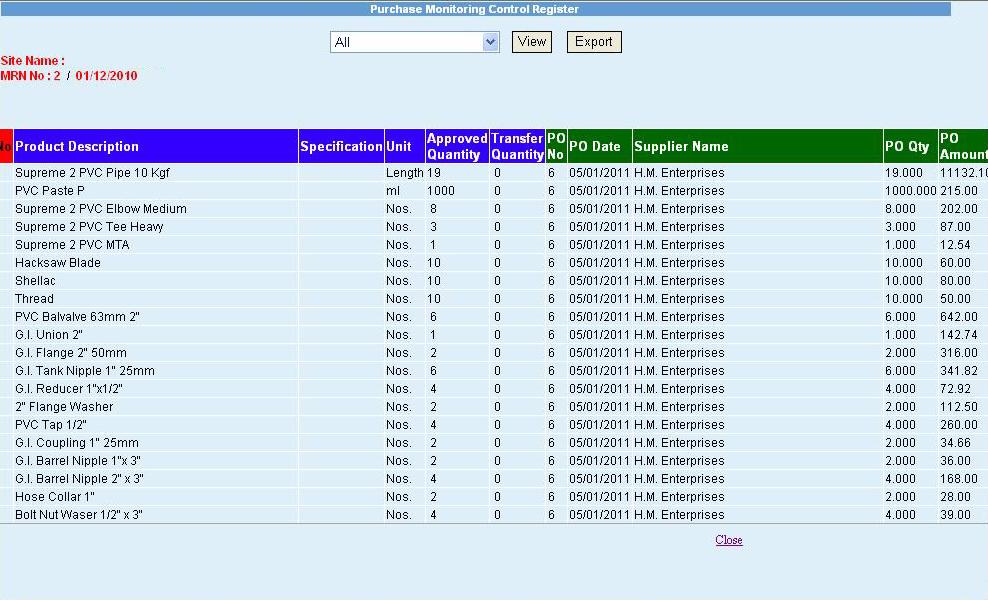 Purchase Monitoring Control Register
All View Export
Site Name :
MRN No : 2 / 01/12/2010
No Product Description Specification Unit Approved Quantity Transfer Quantity PO No PO Date Supplier Name PO Qty PO Amount
Supreme 2 PVC Pipe 10 Kgf Length 19 0 6 05/01/2011 H.M. Enterprises 19.000 11132.10
PVC Paste P ml 1000 0 6 05/01/2011 H.M. Enterprises 1000.000 215.00
Supreme 2 PVC Elbow Medium Nos. 8 0 6 05/01/2011 H.M. Enterprises 8.000 202.00
Supreme 2 PVC Tee Heavy Nos. 3 0 6 05/01/2011 H.M. Enterprises 3.000 87.00
Supreme 2 PVC MTA Nos. 1 0 6 05/01/2011 H.M. Enterprises 1.000 12.54
Hacksaw Blade Nos. 10 0 6 05/01/2011 H.M. Enterprises 10.000 60.00
Shellac Nos. 10 0 6 05/01/2011 H.M. Enterprises 10.000 80.00
Thread Nos. 10 0 6 05/01/2011 H.M. Enterprises 10.000 50.00
PVC Balvalve 63mm 2" Nos. 6 0 6 05/01/2011 H.M. Enterprises 6.000 642.00
G.I. Union 2" Nos. 1 0 6 05/01/2011 H.M. Enterprises 1.000 142.74
G.I. Flange 2" 50mm Nos. 2 0 6 05/01/2011 H.M. Enterprises 2.000 316.00
G.I. Tank Nipple 1" 25mm Nos. 6 0 6 05/01/2011 H.M. Enterprises 6.000 341.82
G.I. Reducer 1"x1/2" Nos. 4 0 6 05/01/2011 H.M. Enterprises 4.000 72.92
2" Flange Washer Nos. 2 0 6 05/01/2011 H.M. Enterprises 2.000 112.50
PVC Tap 1/2" Nos. 4 0 6 05/01/2011 H.M. Enterprises 4.000 260.00
G.I. Coupling 1" 25mm Nos. 2 0 6 05/01/2011 H.M. Enterprises 2.000 34.66
G.I. Barrel Nipple 1"x 3" Nos. 2 0 6 05/01/2011 H.M. Enterprises 2.000 36.00
G.I. Barrel Nipple 2" x 3" Nos. 4 0 6 05/01/2011 H.M. Enterprises 4.000 168.00
Hose Collar 1" Nos. 2 0 6 05/01/2011 H.M. Enterprises 2.000 28.00
Bolt Nut Waser 1/2" x 3" Nos. 4 0 6 05/01/2011 H.M. Enterprises 4.000 39.00
Close